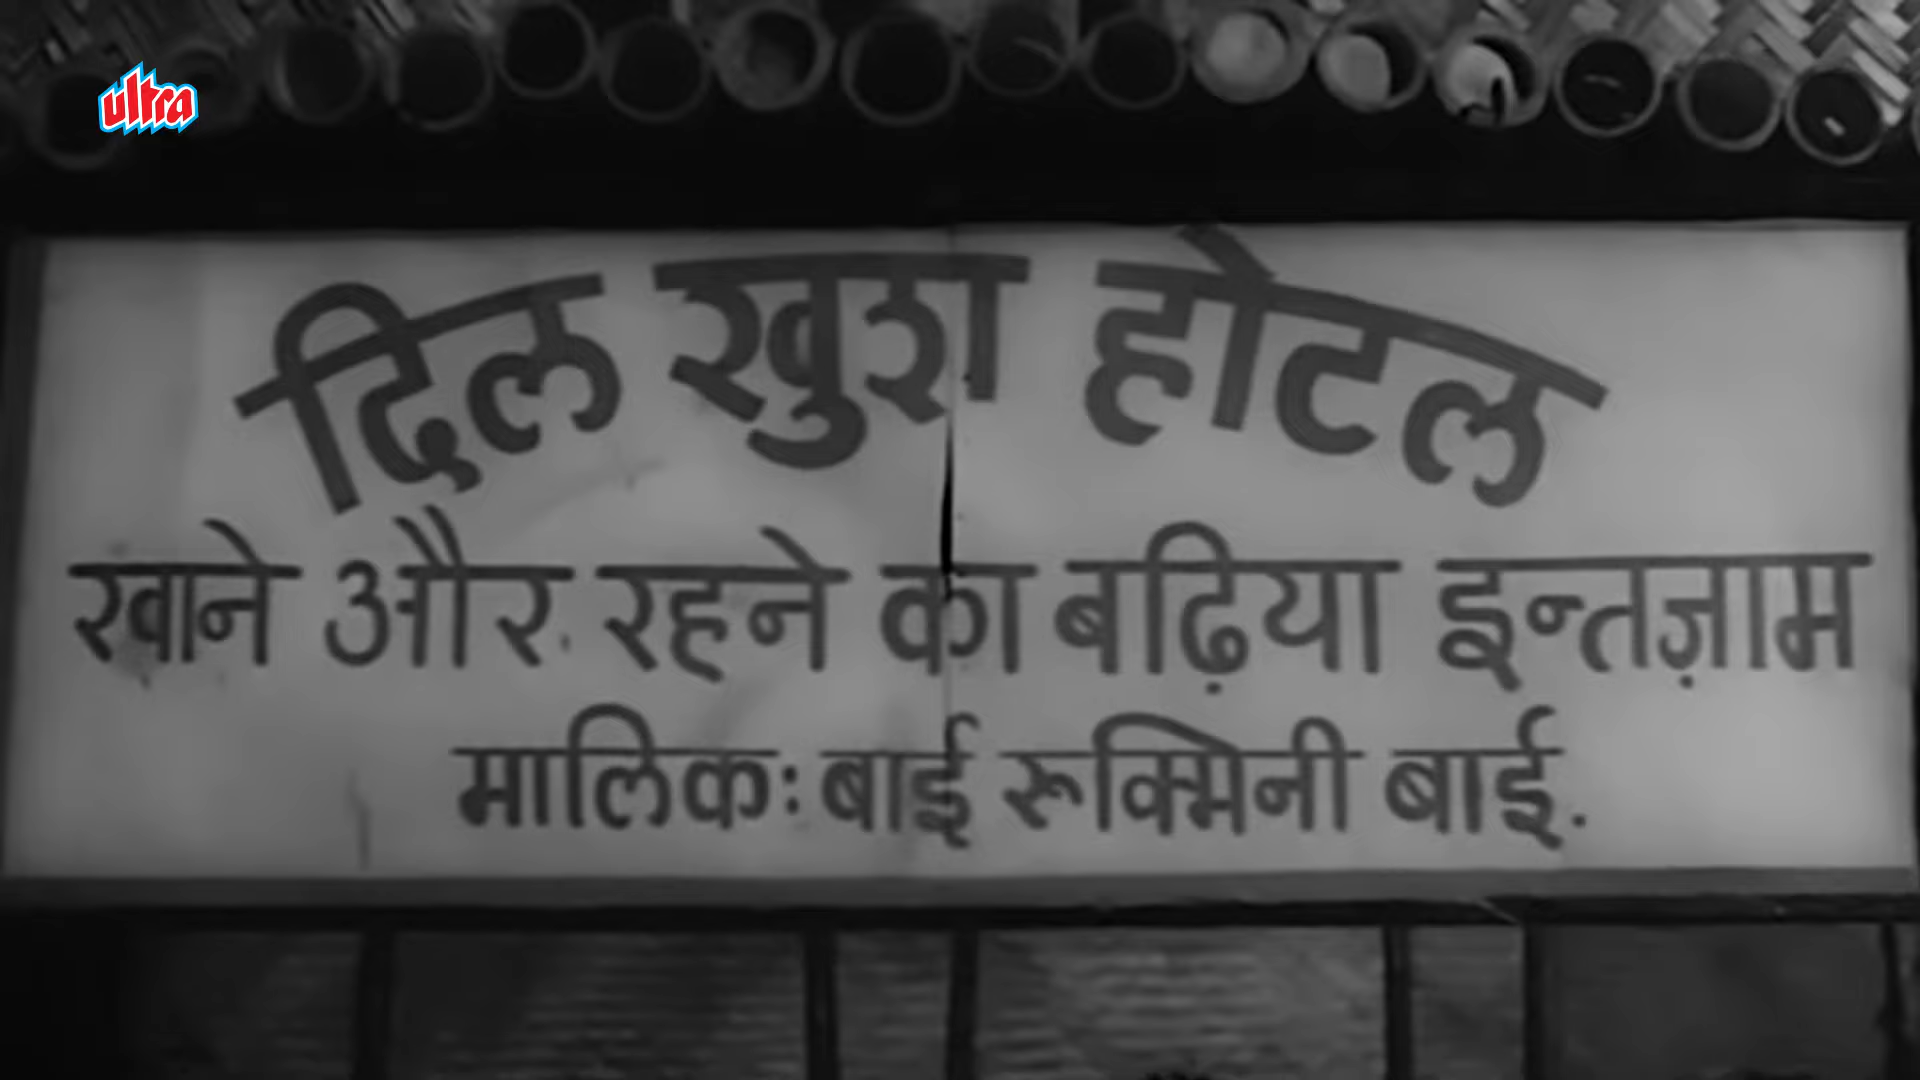 ultra
दिल खुश होटल
खाने और रहने का बढ़िया इन्तज़ाम
मालिक: बाई रूक्मिनी बाई.